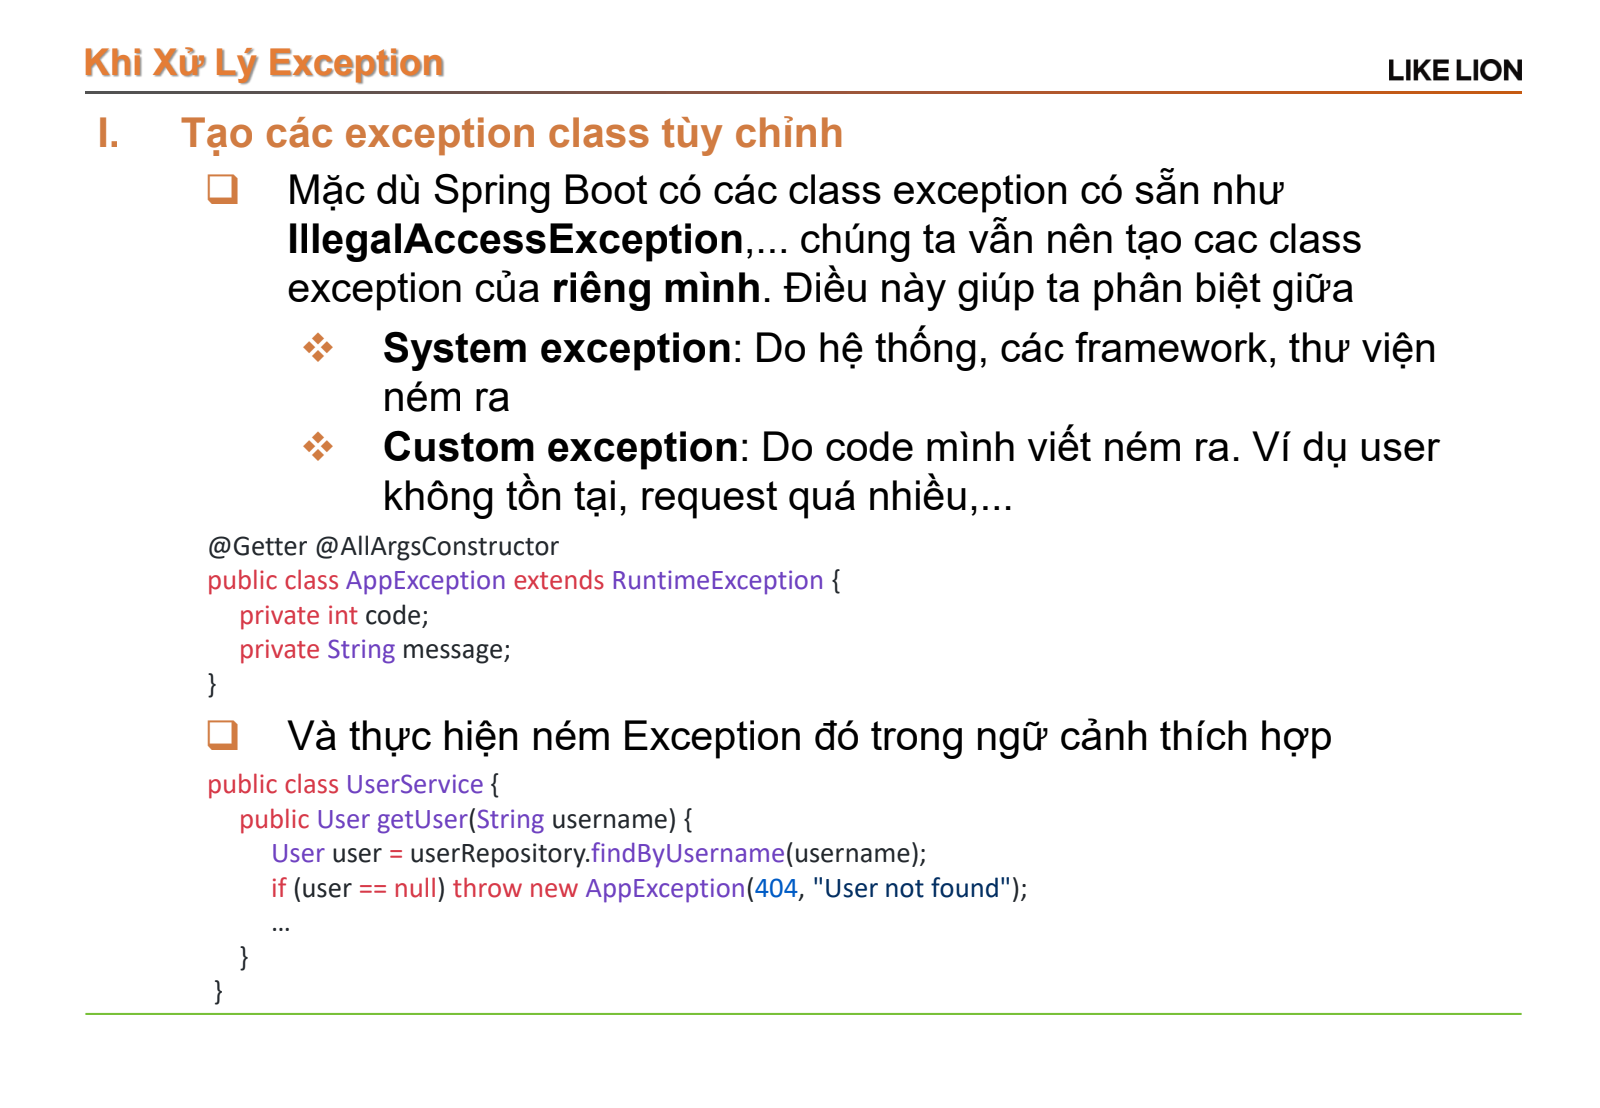 Khi Xử Lý Exception
LIKE LION
I. Tạo các exception class tùy chỉnh
Mặc dù Spring Boot có các class exception có sẵn như
IllegalAccessException,... chúng ta vẫn nên tạo cac class
exception của riêng mình. Điều này giúp ta phân biệt giữa
System exception: Do hệ thống, các framework, thư viện
ném ra
Custom exception: Do code mình viết ném ra. Ví dụ user
không tồn tại, request quá nhiều,...
@Getter @AllArgsConstructor
public class AppException extends RuntimeException {
private int code;
private String message;
}
Và thực hiện ném Exception đó trong ngữ cảnh thích hợp
public class UserService {
public User getUser(String username) {
User user = userRepository.findByUsername(username);
if (user == null) throw new AppException(404, "User not found");
...
}
}